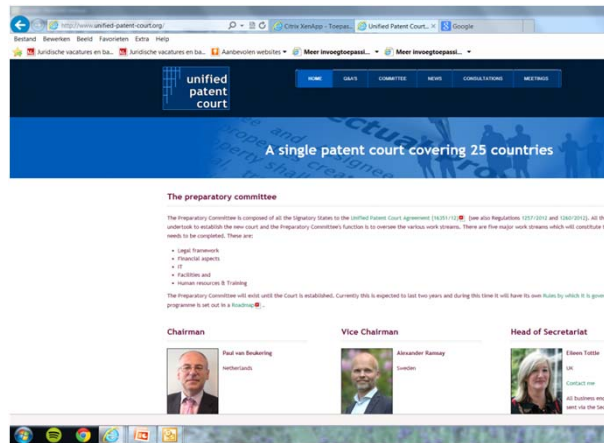 http://www.unified-patent-court.org/
Citrix XenApp - Toepas...
Unified Patent Court...
Google
Bestand Bewerken Beeld Favorieten Extra Help
Juridische vacatures en ba...
Juridische vacatures en ba...
Aanbevolen websites
Meer invoegtoepassi...
Meer invoegtoepassi...
unified
patent
court
HOME
Q&A'S
COMMITTEE
NEWS
CONSULTATIONS
MEETINGS
A single patent court covering 25 countries
The preparatory committee
The Preparatory Committee is composed of all the Signatory States to the Unified Patent Court agreement (16351/12) (see also Regulations 1257/2012 and 1260/2012). All th
undertook to establish the new court and the Preparatory Committee's function is to oversee the various work streams. There are five major work streams which will constitute t
needs to be completed. These are:
• Legal framework
• Financial aspects
• IT
• Facilities and
• Human resources & Training
The Preparatory Committee will exist until the Court is established. Currently this is expected to last two years and during this time it will have its own Rules by which it is gove
programme is set out in a Roadmap.
Chairman
Paul van Beukering
Netherlands
Vice Chairman
Alexander Ramsay
Sweden
Head of Secretariat
Eileen Tottle
UK
Contact me
All business enq
sent via the Sec